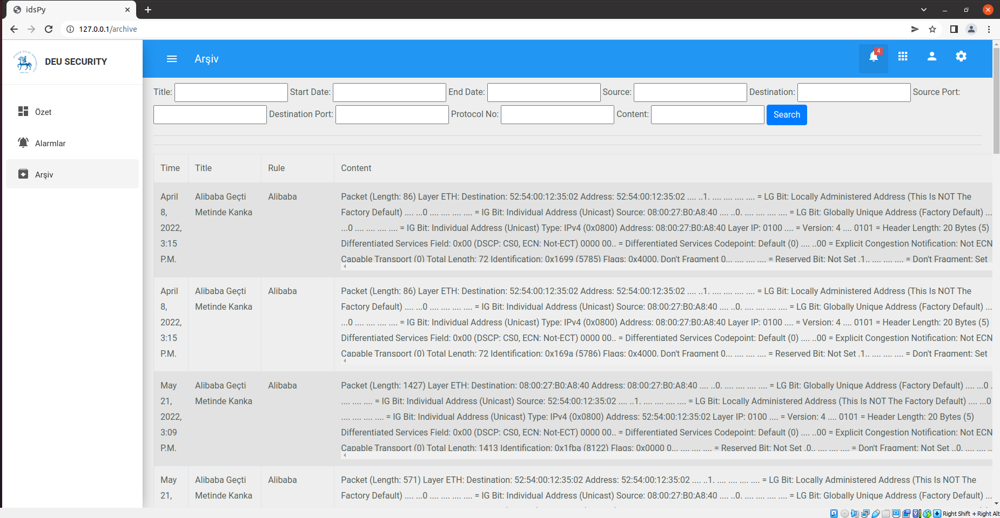 idsPy
127.0.0.1/archive
DEU SECURITY
Arşiv
4
Özet
Alarmlar
Arşiv
Title: Start Date: End Date: Source: Destination: Source Port:
Destination Port: Protocol No: Content: Search
Time Title Rule Content
April 8, 2022, 3:15 P.M.
Alibaba Geçti Metinde Kanka
Alibaba
Packet (Length: 86) Layer ETH: Destination: 52:54:00:12:35:02 Address: 52:54:00:12:35:02 .... ..1. .... .... .... .... = LG Bit: Locally Administered Address (This Is NOT The
Factory Default) .... ...0 .... .... .... .... = IG Bit: Individual Address (Unicast) Source: 08:00:27:B0:A8:40 .... ..0. .... .... .... .... = LG Bit: Globally Unique Address (Factory Default) ...
...0 .... .... .... .... = IG Bit: Individual Address (Unicast) Type: IPv4 (0x0800) Address: 08:00:27:B0:A8:40 Layer IP: 0100 .... = Version: 4 .... 0101 = Header Length: 20 Bytes (5)
Differentiated Services Field: 0x00 (DSCP: CS0, ECN: Not-ECT) 0000 00.. = Differentiated Services Codepoint: Default (0) .... ..00 = Explicit Congestion Notification: Not ECN
Capable Transport (0) Total Length: 72 Identification: 0x1699 (5785) Flags: 0x4000, Don't Fragment 0... .... .... .... = Reserved Bit: Not Set .1.. .... .... .... = Don't Fragment: Set
April 8, 2022, 3:15 P.M.
Alibaba Geçti Metinde Kanka
Alibaba
Packet (Length: 86) Layer ETH: Destination: 52:54:00:12:35:02 Address: 52:54:00:12:35:02 .... ..1. .... .... .... .... = LG Bit: Locally Administered Address (This Is NOT The
Factory Default) .... ...0 .... .... .... .... = IG Bit: Individual Address (Unicast) Source: 08:00:27:B0:A8:40 .... ..0. .... .... .... .... = LG Bit: Globally Unique Address (Factory Default) ...
...0 .... .... .... .... = IG Bit: Individual Address (Unicast) Type: IPv4 (0x0800) Address: 08:00:27:B0:A8:40 Layer IP: 0100 .... = Version: 4 .... 0101 = Header Length: 20 Bytes (5)
Differentiated Services Field: 0x00 (DSCP: CS0, ECN: Not-ECT) 0000 00.. = Differentiated Services Codepoint: Default (0) .... ..00 = Explicit Congestion Notification: Not ECN
Capable Transport (0) Total Length: 72 Identification: 0x169a (5786) Flags: 0x4000, Don't Fragment 0... .... .... .... = Reserved Bit: Not Set .1.. .... .... .... = Don't Fragment: Set
May 21, 2022, 3:09 P.M.
Alibaba Geçti Metinde Kanka
Alibaba
Packet (Length: 1427) Layer ETH: Destination: 08:00:27:B0:A8:40 Address: 08:00:27:B0:A8:40 .... ..0. .... .... .... .... = LG Bit: Globally Unique Address (Factory Default) .... ...0 .
.... .... .... = IG Bit: Individual Address (Unicast) Source: 52:54:00:12:35:02 .... ..1. .... .... .... .... = LG Bit: Locally Administered Address (This Is NOT The Factory Default) .... ...0
.... .... .... .... = IG Bit: Individual Address (Unicast) Type: IPv4 (0x0800) Address: 52:54:00:12:35:02 Layer IP: 0100 .... = Version: 4 .... 0101 = Header Length: 20 Bytes (5)
Differentiated Services Field: 0x00 (DSCP: CS0, ECN: Not-ECT) 0000 00.. = Differentiated Services Codepoint: Default (0) .... ..00 = Explicit Congestion Notification: Not ECN
Capable Transport (0) Total Length: 1413 Identification: 0x1fba (8122) Flags: 0x0000 0... .... .... .... = Reserved Bit: Not Set .0.. .... .... .... = Don't Fragment: Not Set ..0. .... .... ..
May 21,
Alibaba Geçti Metinde Kanka
Alibaba
Packet (Length: 571) Layer ETH: Destination: 52:54:00:12:35:02 Address: 52:54:00:12:35:02 .... ..1. .... .... .... .... = LG Bit: Locally Administered Address (This Is NOT The
Factory Default) .... ...0 .... .... .... .... = IG Bit: Individual Address (Unicast) Source: 08:00:27:B0:A8:40 .... ..0. .... .... .... .... = LG Bit: Globally Unique Address (Factory Default) ...
Right Shift + Right Alt